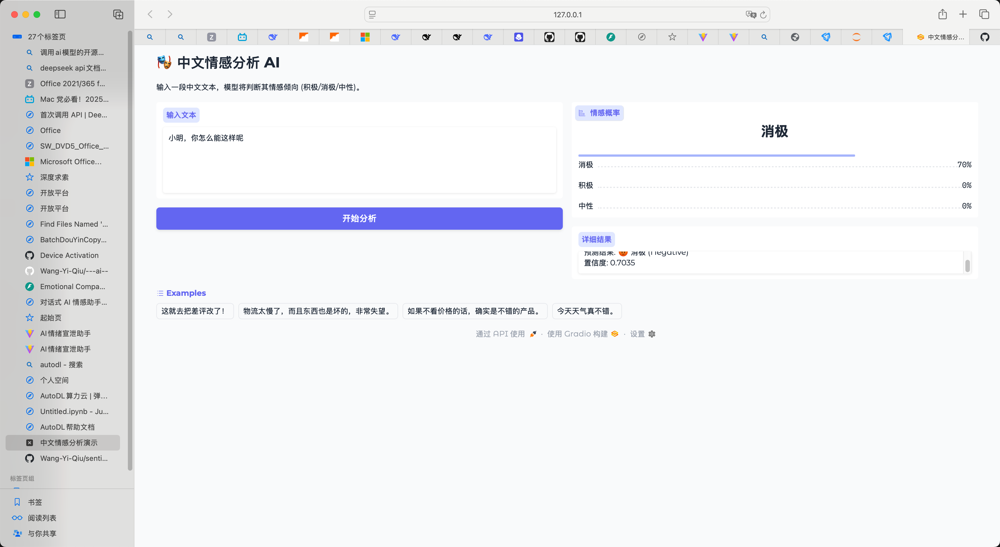 127.0.0.1
27个标签页
调用ai模型的开源...
deepseek api文档...
Office 2021/365 f...
Mac 党必看！2025...
首次调用 API | Dee...
Office
SW_DVD5_Office_...
Microsoft Office...
深度求索
开放平台
开放平台
Find Files Named '...
BatchDouYinCopy...
Device Activation
Wang-Yi-Qiu/---ai--
Emotional Compa...
对话式 AI 情感助手...
起始页
AI情绪宣泄助手
AI情绪宣泄助手
autodl - 搜索
个人空间
AutoDL算力云 | 弹...
Untitled.ipynb - Ju...
AutoDL帮助文档
中文情感分析演示
Wang-Yi-Qiu/senti...
标签页组
书签
阅读列表
与你共享
Z
中文情感分...
中文情感分析 AI
输入一段中文文本，模型将判断其情感倾向 (积极/消极/中性)。
输入文本
小明，你怎么能这样呢
开始分析
情感概率
消极
消极 70%
积极 0%
中性 0%
详细结果
预测结果: 😡 消极 (Negative)
置信度: 0.7035
Examples
这就去把差评改了！
物流太慢了，而且东西也是坏的，非常失望。
如果不看价格的话，确实是不错的产品。
今天天气真不错。
通过 API 使用 · 使用 Gradio 构建 · 设置